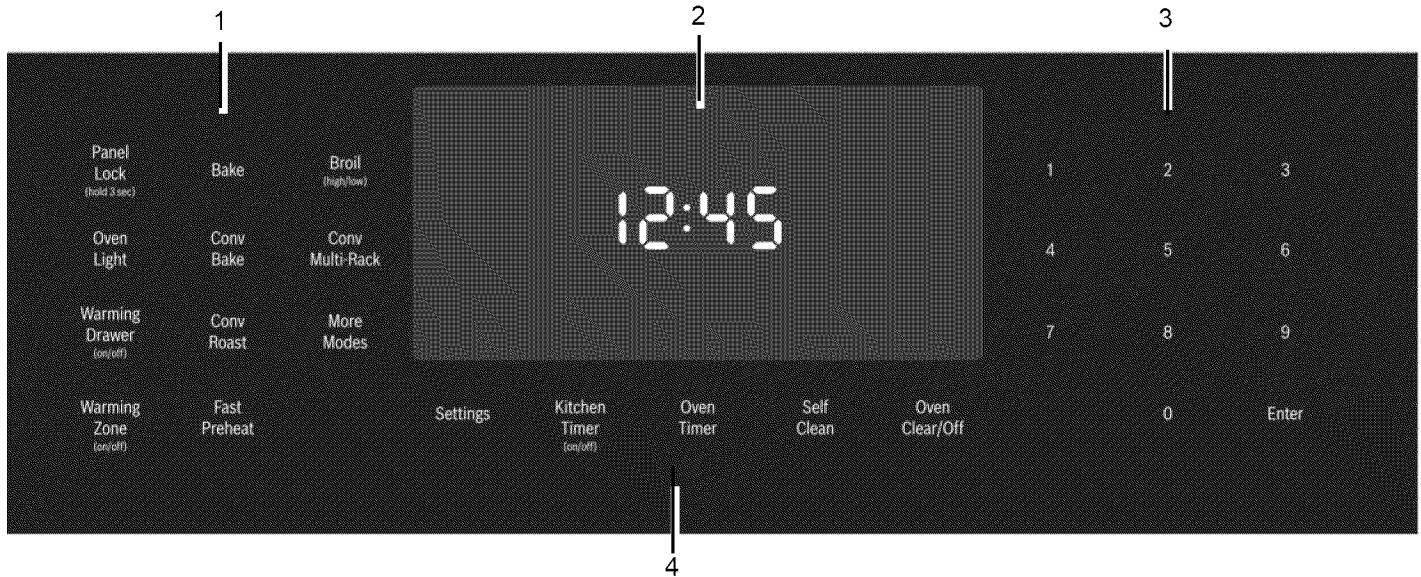 1
2
3
Panel
Lock
(hold 3 sec)
Bake
Broil
(high/low)
Oven
Light
Conv
Bake
Conv
Multi-Rack
Warming
Drawer
(on/off)
Conv
Roast
More
Modes
Warming
Zone
(on/off)
Fast
Preheat
12:45
Settings
Kitchen
Timer
(on/off)
Oven
Timer
Self
Clean
Oven
Clear/Off
1
2
3
4
5
6
7
8
9
0
Enter
4